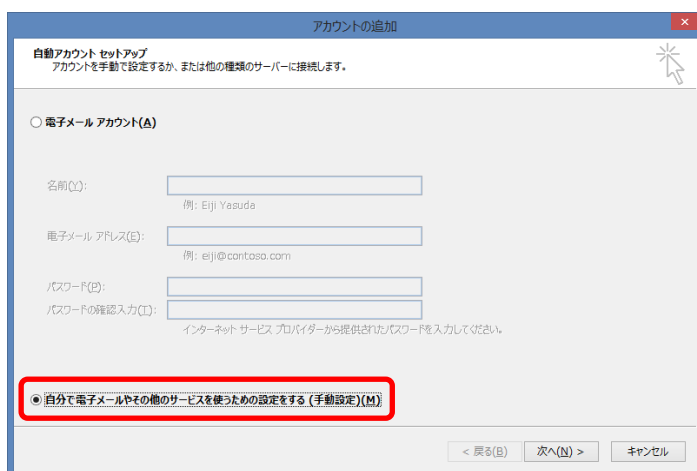 アカウントの追加
自動アカウント セットアップ
アカウントを手動で設定するか、または他の種類のサーバーに接続します。
電子メール アカウント(A)
名前(Y):
例: Eiji Yasuda
電子メール アドレス(E):
例: eiji@contoso.com
パスワード(P):
パスワードの確認入力(T):
インターネット サービス プロバイダーから提供されたパスワードを入力してください。
自分で電子メールやその他のサービスを使うための設定をする (手動設定)(M)
< 戻る(B) 次へ(N) > キャンセル